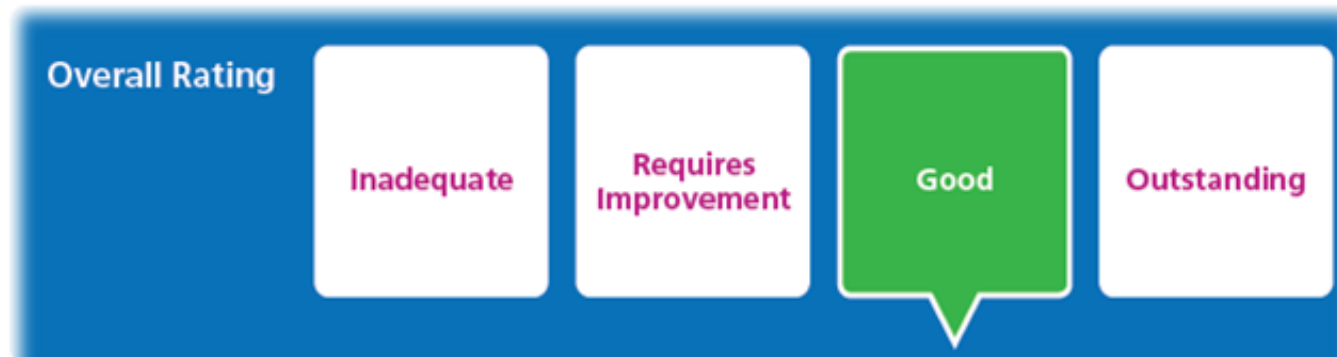 Overall Rating
Inadequate
Requires
Improvement
Good
Outstanding